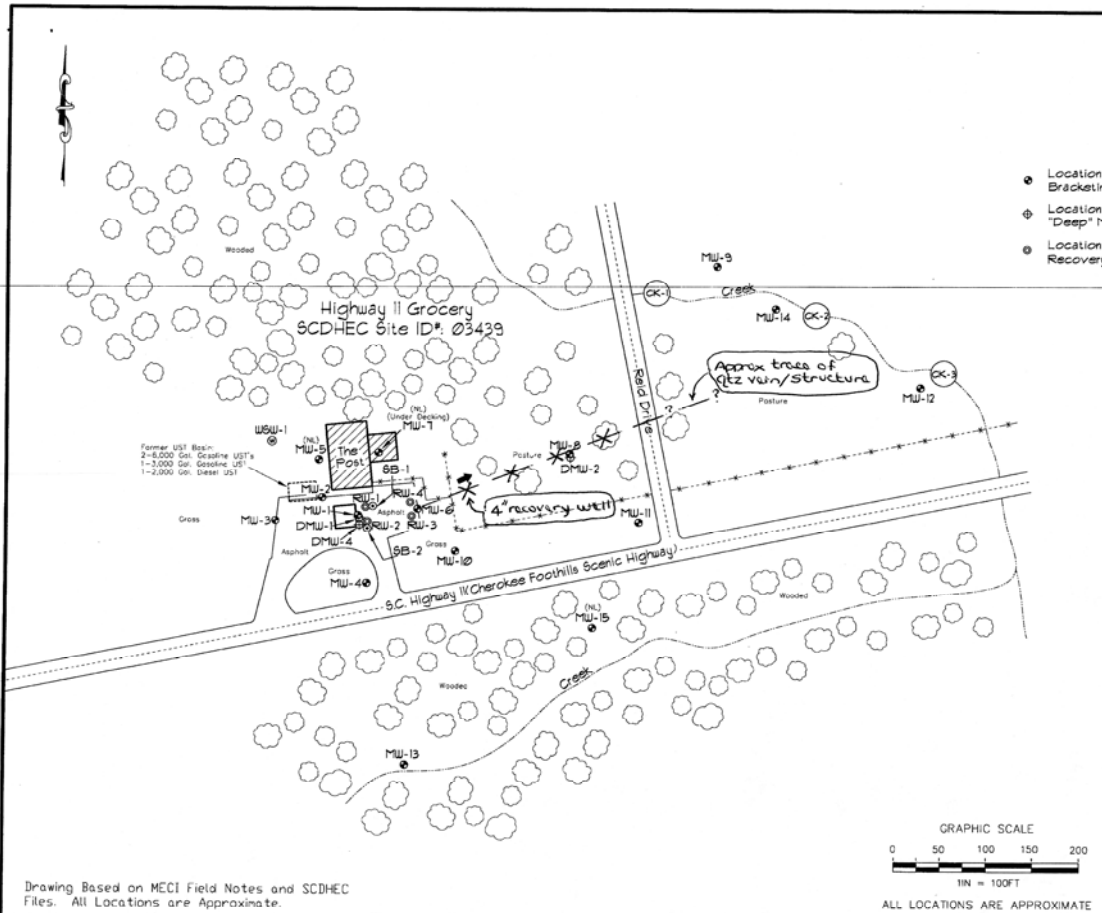 Location
Bracketin
Location
"Deep" M
Location
Recovery
Wooded
MW-9
CK-1
Creek
CK-2
MW-14
CK-3
MW-12
Highway 11 Grocery
SCDHEC Site ID#: 03439
Reid Drive
Approx trace of
qtz vein/structure
?
?
Pasture
(NL)
(Under Decking)
MW-7
WSW-1
(NL)
MW-5
The
Post
Former UST Basin:
2-6,000 Gal. Gasoline UST's
1-3,000 Gal. Gasoline UST
1-2,000 Gal. Diesel UST
SB-1
Pasture
MW-8
DMW-2
MW-2
RW-1
RW-4
MW-1
Asphalt
MW-6
4" recovery well
Grass
MW-3
DMW-1
RW-2
RW-3
MW-11
DMW-4
Grass
Asphalt
SB-2
MW-10
Grass
MW-4
S.C. Highway 11(Cherokee Foothills Scenic Highway)
(NL)
MW-15
Wooded
Wooded
Creek
MW-13
GRAPHIC SCALE
0 50 100 150 200
1IN = 100FT
ALL LOCATIONS ARE APPROXIMATE
Drawing Based on MECI Field Notes and SCDHEC
Files. All Locations are Approximate.